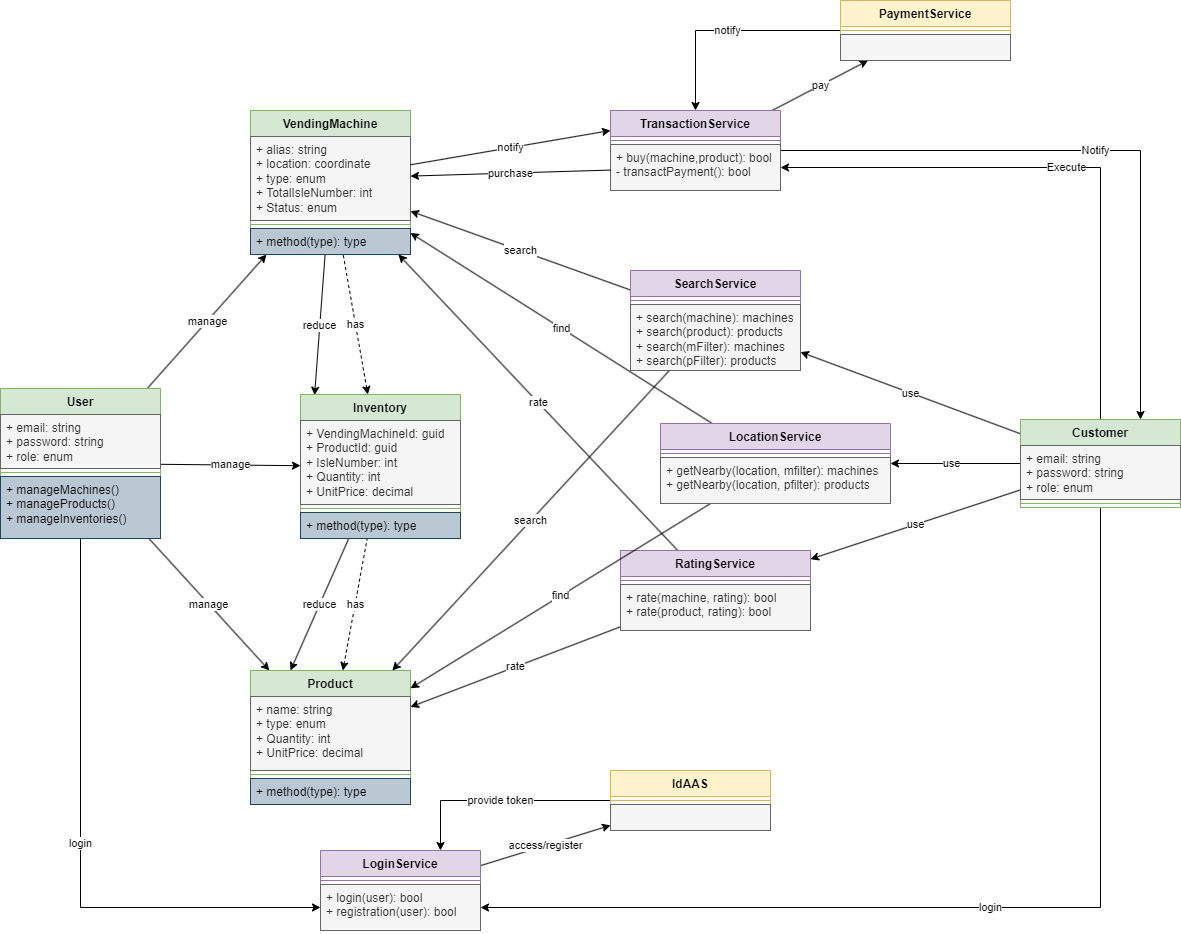 PaymentService
notify
pay
VendingMachine
+ alias: string
+ location: coordinate
+ type: enum
+ TotalIsleNumber: int
+ Status: enum
+ method(type): type
notify
purchase
TransactionService
+ buy(machine,product): bool
- transactPayment(): bool
Notify
Execute
search
SearchService
+ search(machine): machines
+ search(product): products
+ search(mFilter): machines
+ search(pFilter): products
manage
reduce
has
find
rate
use
User
+ email: string
+ password: string
+ role: enum
+ manageMachines()
+ manageProducts()
+ manageInventories()
manage
Inventory
+ VendingMachineId: guid
+ ProductId: guid
+ IsleNumber: int
+ Quantity: int
+ UnitPrice: decimal
+ method(type): type
LocationService
+ getNearby(location, mfilter): machines
+ getNearby(location, pfilter): products
use
Customer
+ email: string
+ password: string
+ role: enum
search
use
RatingService
+ rate(machine, rating): bool
+ rate(product, rating): bool
manage
reduce
has
find
rate
Product
+ name: string
+ type: enum
+ Quantity: int
+ UnitPrice: decimal
+ method(type): type
IdAAS
provide token
access/register
login
LoginService
+ login(user): bool
+ registration(user): bool
login